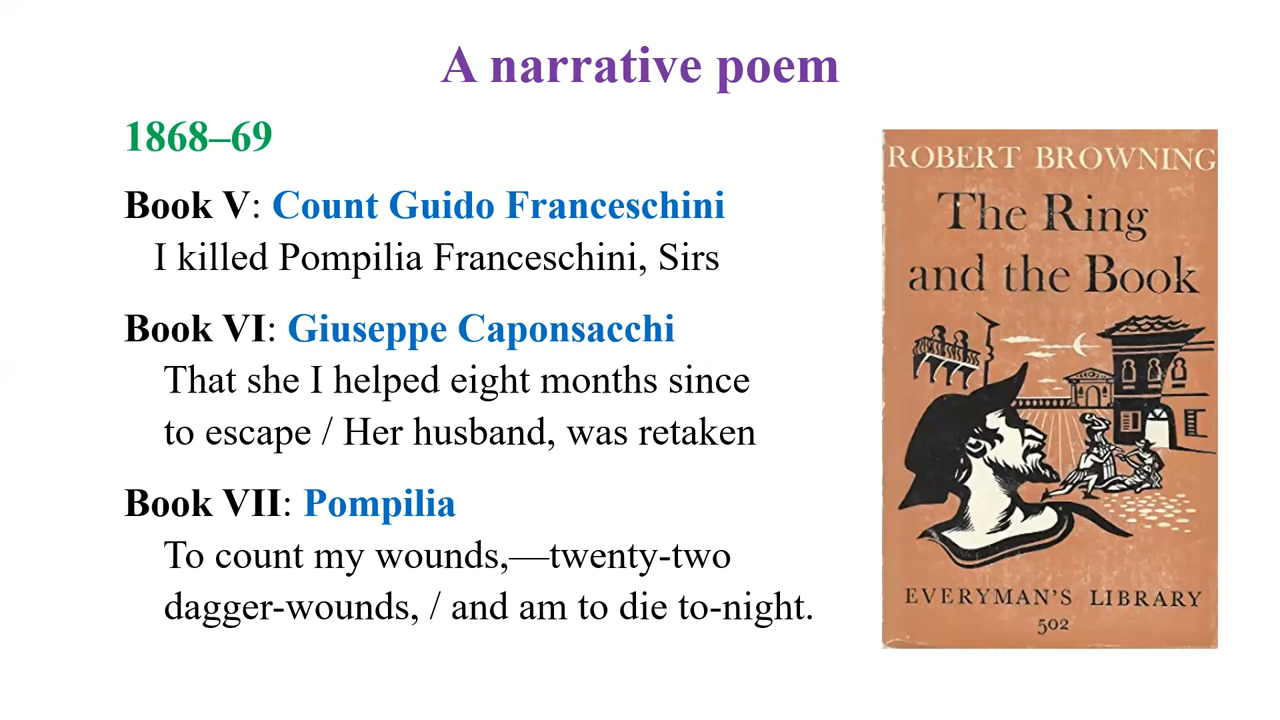 A narrative poem
1868–69
Book V: Count Guido Franceschini
I killed Pompilia Franceschini, Sirs
Book VI: Giuseppe Caponsacchi
That she I helped eight months since
to escape / Her husband, was retaken
Book VII: Pompilia
To count my wounds,—twenty-two
dagger-wounds, / and am to die to-night.
ROBERT BROWNING
The Ring
and the Book
EVERYMAN'S LIBRARY
502